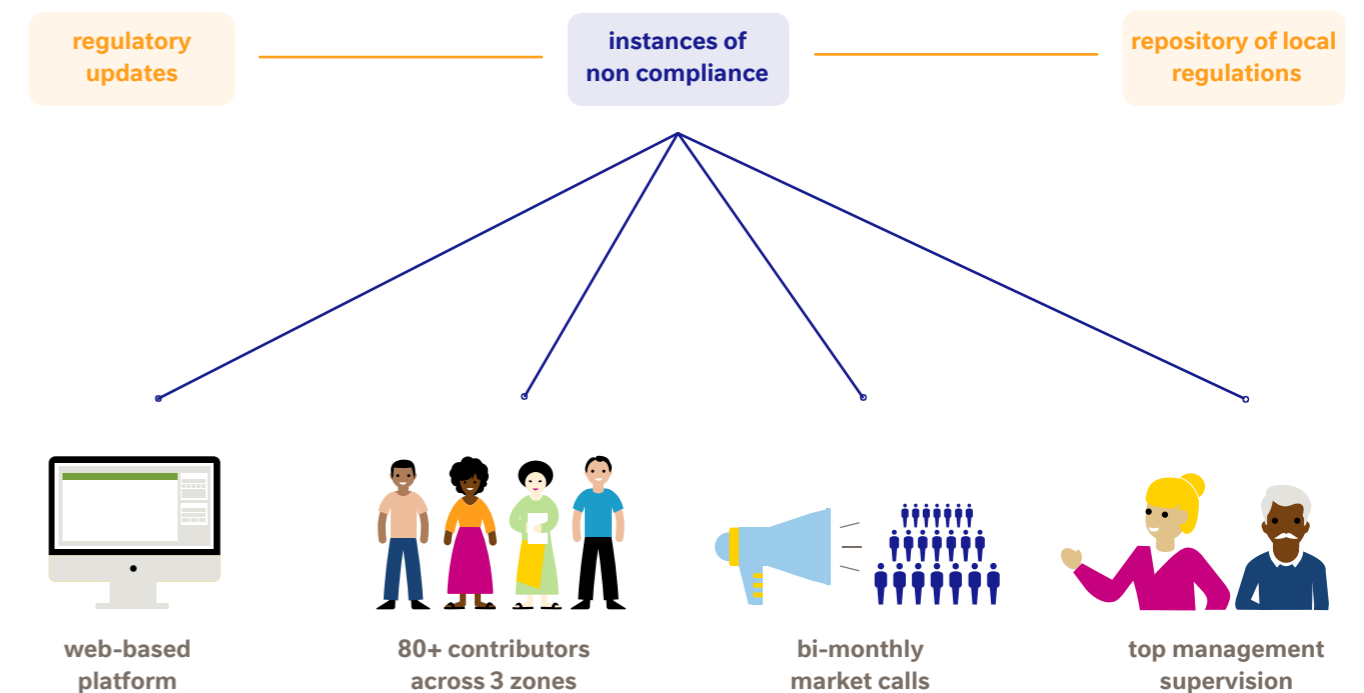 regulatory
updates
instances of
non compliance
repository of local
regulations
web-based
platform
80+ contributors
across 3 zones
bi-monthly
market calls
top management
supervision